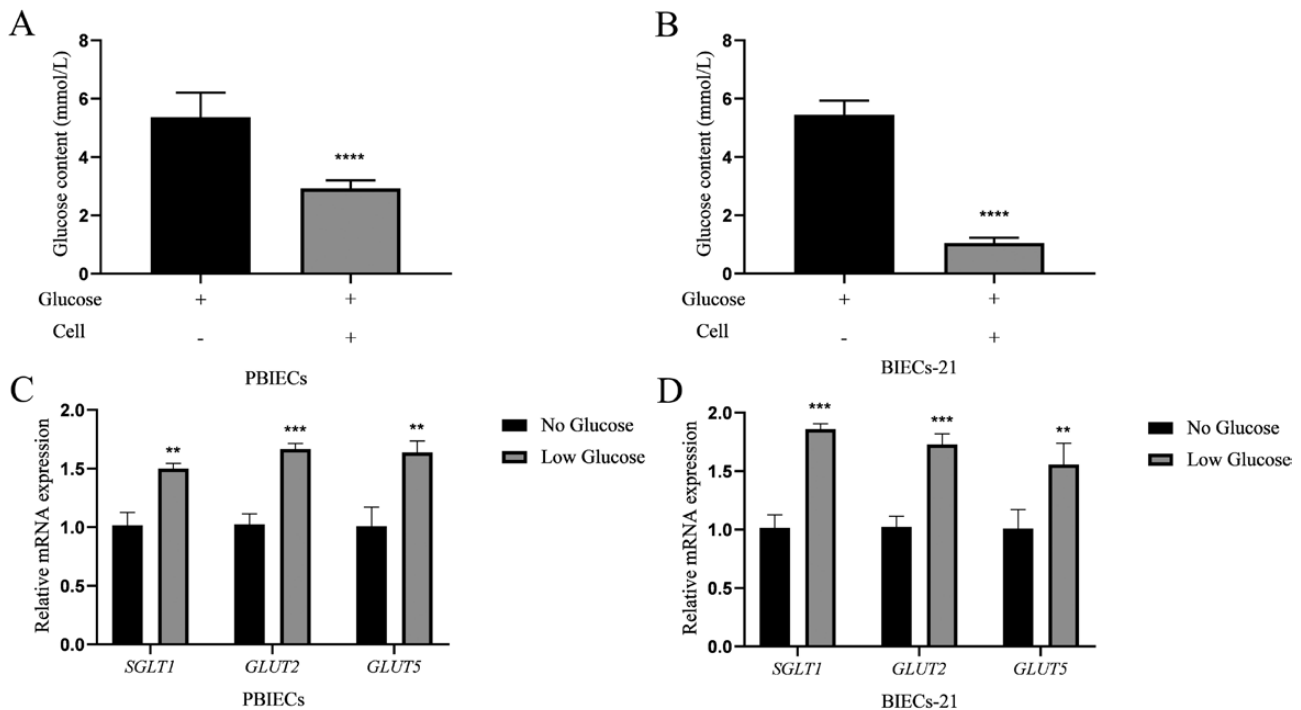 A
Glucose content (mmol/L)
8
6
4
2
0
****
Glucose + +
Cell - +
PBIECs
B
Glucose content (mmol/L)
8
6
4
2
0
****
Glucose + +
Cell - +
BIECs-21
C
Relative mRNA expression
2.0
1.5
1.0
0.5
0.0
** *** **
SGLT1 GLUT2 GLUT5
PBIECs
No Glucose
Low Glucose
D
Relative mRNA expression
2.0
1.5
1.0
0.5
0.0
*** *** **
SGLT1 GLUT2 GLUT5
BIECs-21
No Glucose
Low Glucose